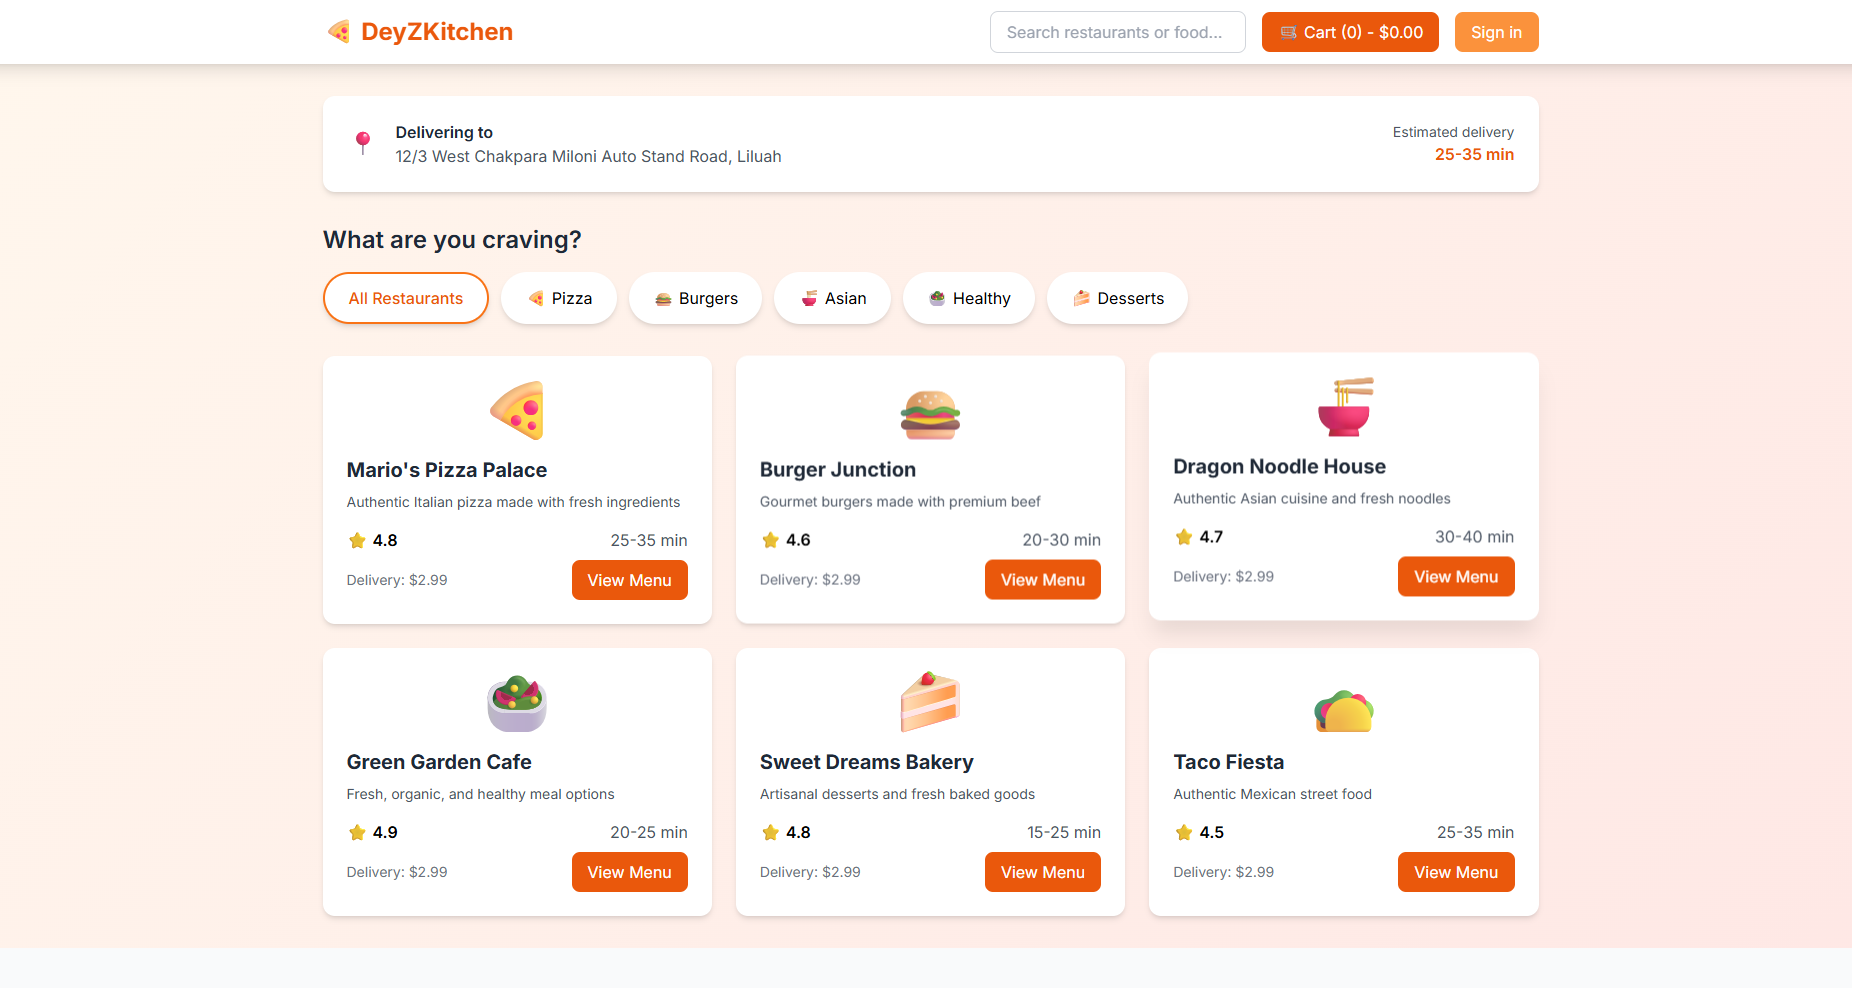 DeyZKitchen
Search restaurants or food...
Cart (0) - $0.00
Sign in
Delivering to
12/3 West Chakpara Miloni Auto Stand Road, Liluah
Estimated delivery
25-35 min
What are you craving?
All Restaurants
Pizza
Burgers
Asian
Healthy
Desserts
Mario's Pizza Palace
Authentic Italian pizza made with fresh ingredients
4.8
25-35 min
Delivery: $2.99
View Menu
Burger Junction
Gourmet burgers made with premium beef
4.6
20-30 min
Delivery: $2.99
View Menu
Dragon Noodle House
Authentic Asian cuisine and fresh noodles
4.7
30-40 min
Delivery: $2.99
View Menu
Green Garden Cafe
Fresh, organic, and healthy meal options
4.9
20-25 min
Delivery: $2.99
View Menu
Sweet Dreams Bakery
Artisanal desserts and fresh baked goods
4.8
15-25 min
Delivery: $2.99
View Menu
Taco Fiesta
Authentic Mexican street food
4.5
25-35 min
Delivery: $2.99
View Menu